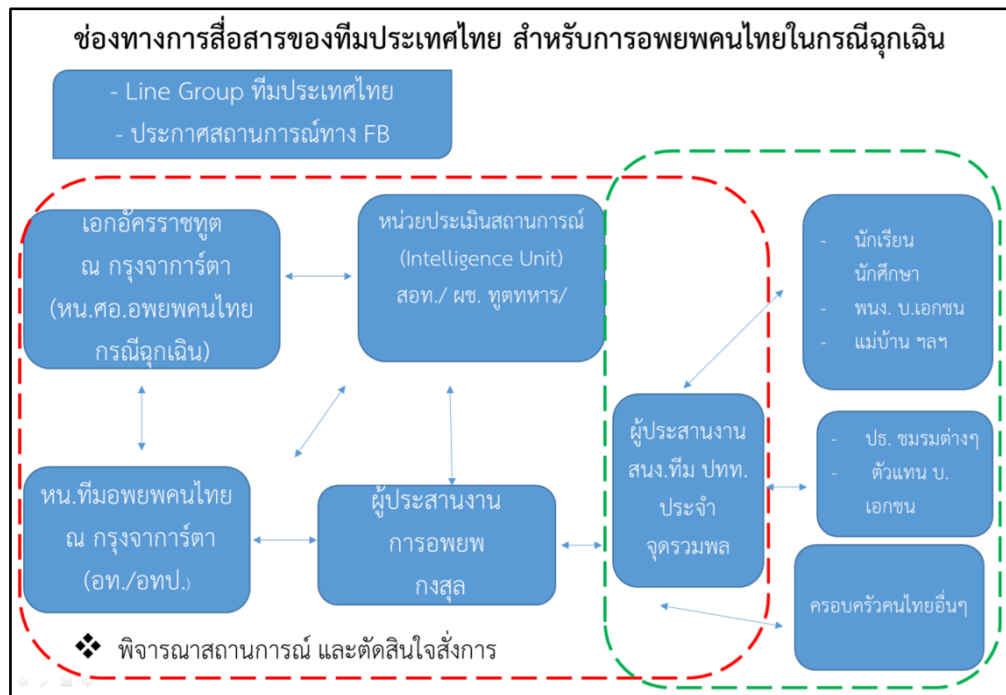 ช่องทางการสื่อสารของทีมประเทศไทย สำหรับการอพยพคนไทยในกรณีฉุกเฉิน
- Line Group ทีมประเทศไทย
- ประกาศสถานการณ์ทาง FB
เอกอัครราชทูต
ณ กรุงจาการ์ตา
(หน.ศอ.อพยพคนไทย
กรณีฉุกเฉิน)
หน่วยประเมินสถานการณ์
(Intelligence Unit)
สอท./ ผช. ทูตทหาร/
- นักเรียน
นักศึกษา
- พนง. บ.เอกชน
- แม่บ้าน ฯลฯ
ผู้ประสานงาน
สนง.ทีม ปทท.
ประจำ
จุดรวมพล
- ปธ. ชมรมต่างๆ
- ตัวแทน บ.
เอกชน
หน.ทีมอพยพคนไทย
ณ กรุงจาการ์ตา
(อท./อทป.)
ผู้ประสานงาน
การอพยพ
กงสุล
ครอบครัวคนไทยอื่นๆ
❖ พิจารณาสถานการณ์ และตัดสินใจสั่งการ